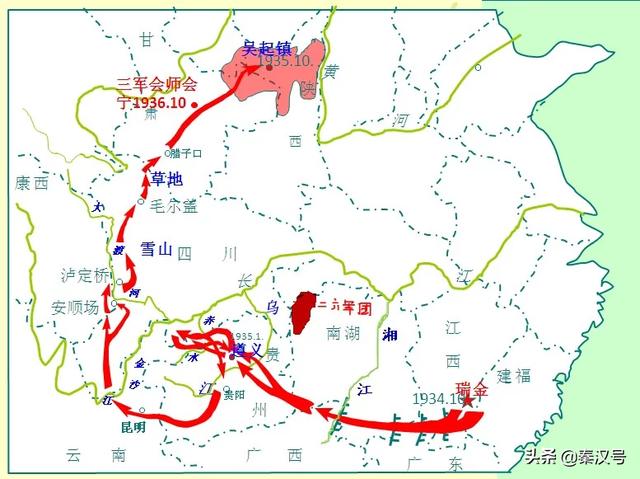 甘
肃
吴起镇
1935.10.
陕
西
黄
河
三军会师会
宁1936.10
腊子口
草地
毛尔盖
康西
大
渡
河
雪山
四
川
泸定桥
安顺场
长
江
乌
江
赤
水
1935.1.
遵义
贵
州
贵阳
金
沙
江
昆明
云
南
二六军团
南湖
湘
江
江
西
瑞金
1934.10
建福
广
西
广
东
头条 @秦汉号